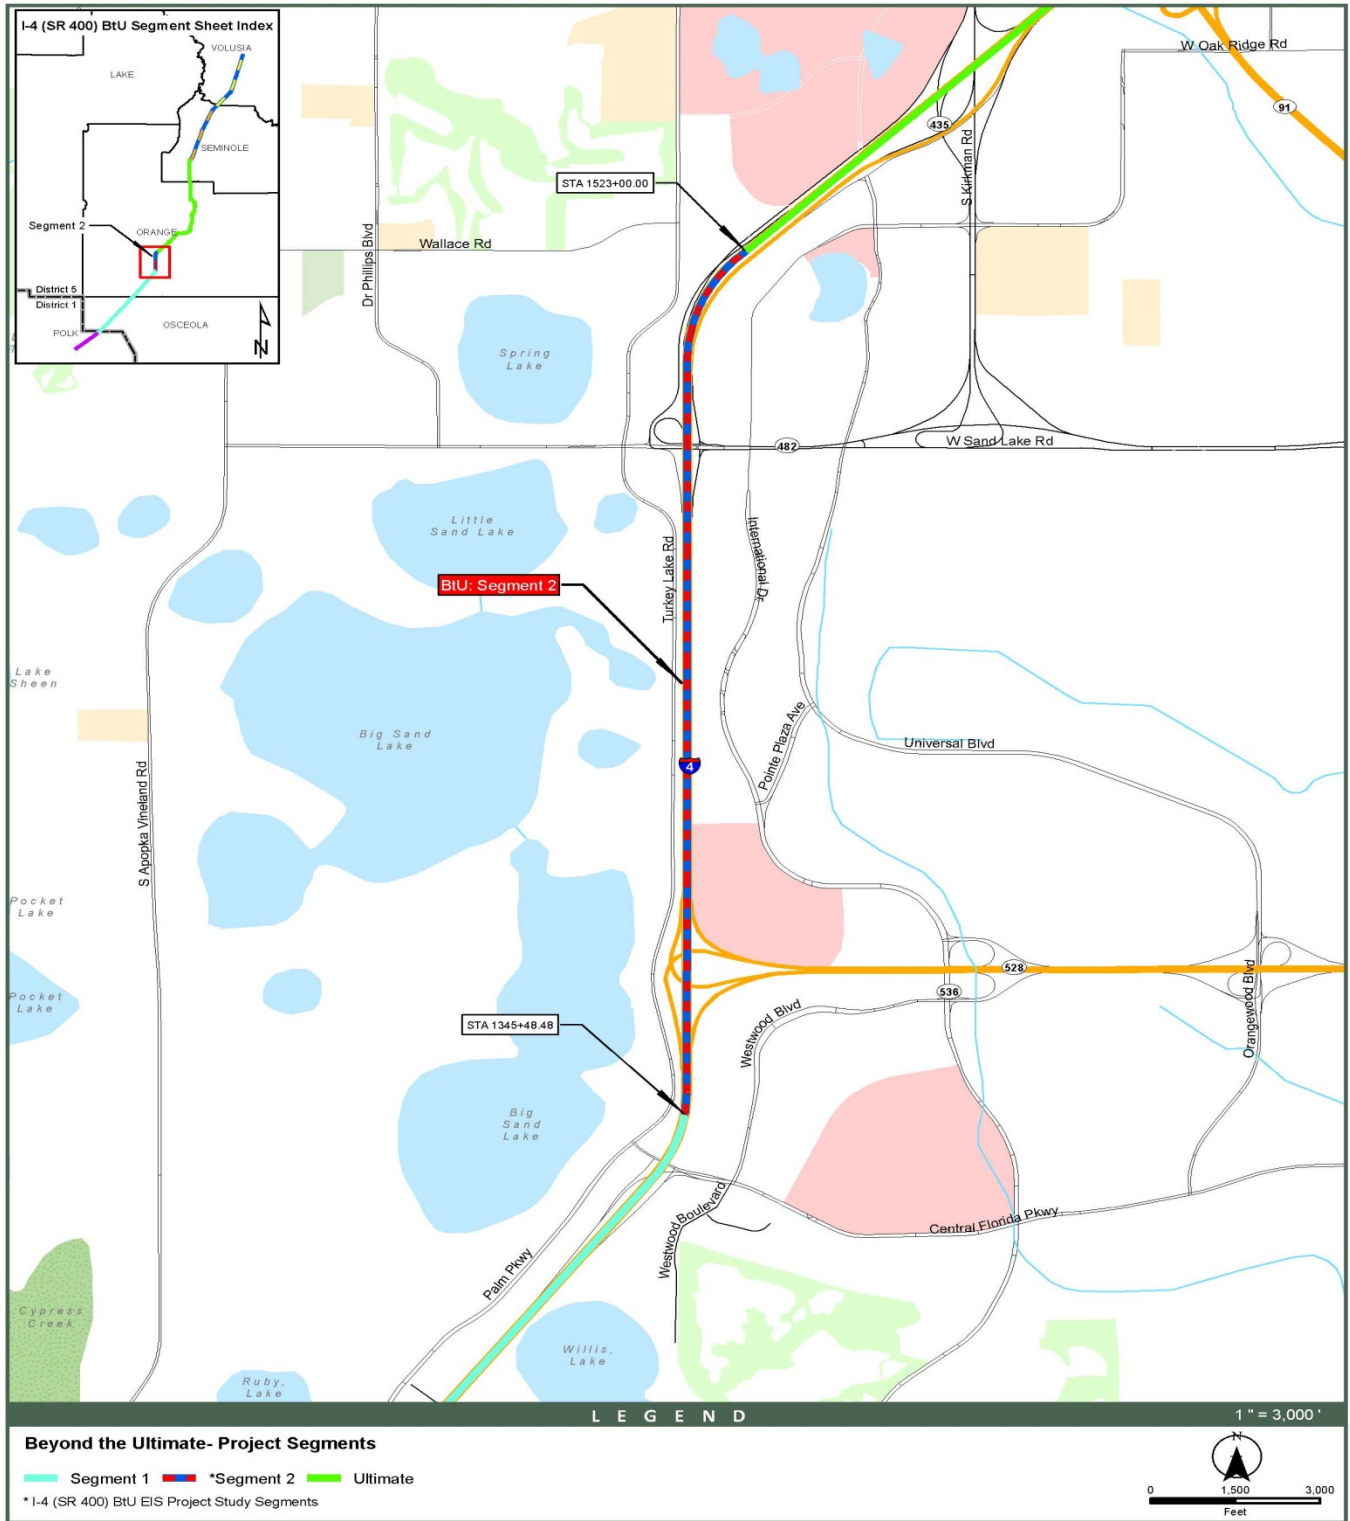 I-4 (SR 400) BtU Segment Sheet Index
VOLUSIA
LAKE
SEMINOLE
Segment 2
ORANGE
District 5
District 1
POLK
OSCEOLA
N
W Oak Ridge Rd
91
435
S Kirkman Rd
STA 1523+00.00
Dr Phillips Blvd
Wallace Rd
Spring
Lake
482
W Sand Lake Rd
Little
Sand Lake
Turkey Lake Rd
International Dr
BtU: Segment 2
Lake
Sheen
Big Sand
Lake
Pointe Plaza Ave
Universal Blvd
4
S Apopka Vineland Rd
Pocket
Lake
528
536
Orangewood Blvd
Pocket
Lake
Westwood Blvd
STA 1345+48.48
Big
Sand
Lake
Westwood Boulevard
Central Florida Pkwy
Palm Pkwy
Cypress
Creek
Willis,
Lake
Ruby,
Lake
LEGEND
1 " = 3,000 '
Beyond the Ultimate- Project Segments
Segment 1 *Segment 2 Ultimate
* I-4 (SR 400) BtU EIS Project Study Segments
N
0 1,500 3,000
Feet